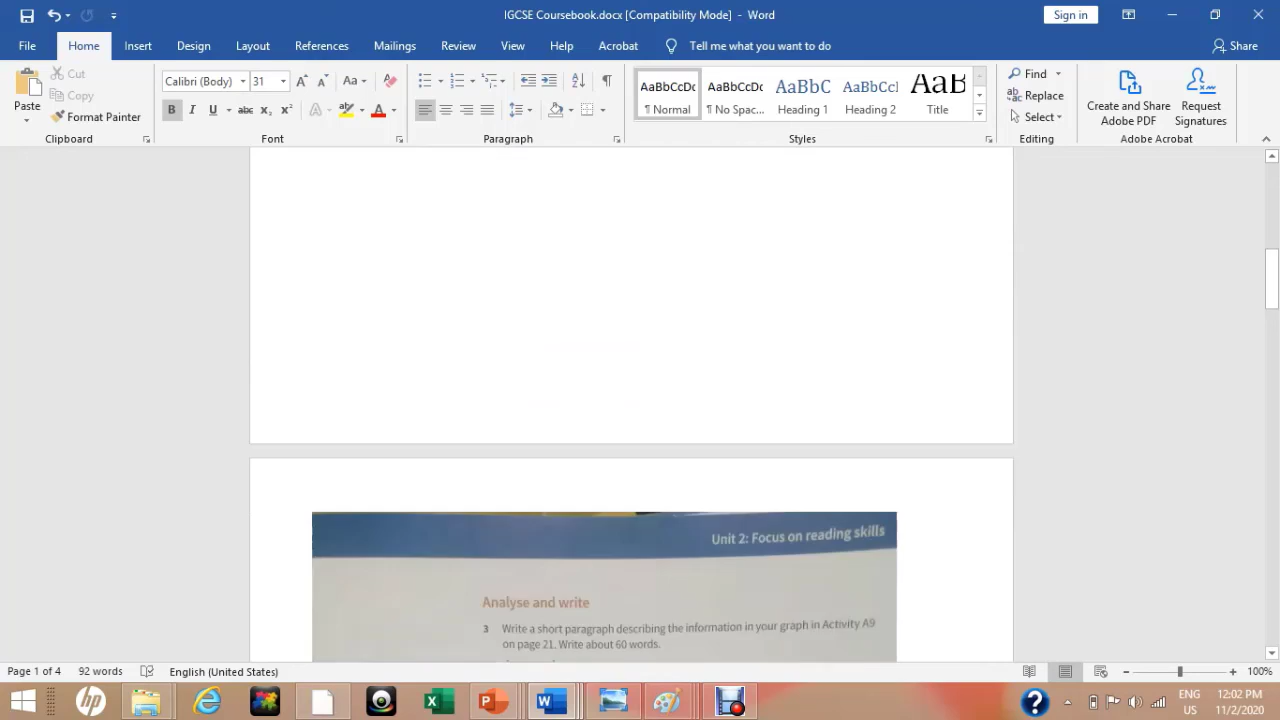 IGSCE Coursebook.docx [Compatibility Mode] - Word
Sign in
File Home Insert Design Layout References Mailings Review View Help Acrobat Tell me what you want to do Share
Paste
Cut
Copy
Format Painter
Clipboard
Calibri (Body) 31
Font
Paragraph
AaBbCcDc ¶ Normal
AaBbCcDc ¶ No Spac...
AaBbC Heading 1
AaBbCcI Heading 2
AaB Title
Styles
Find
Replace
Select
Editing
Create and Share Adobe PDF
Request Signatures
Adobe Acrobat
Unit 2: Focus on reading skills
Analyse and write
3 Write a short paragraph describing the information in your graph in Activity A9
on page 21. Write about 60 words.
Page 1 of 4 92 words English (United States) 100%
ENG 12:02 PM
US 11/2/2020